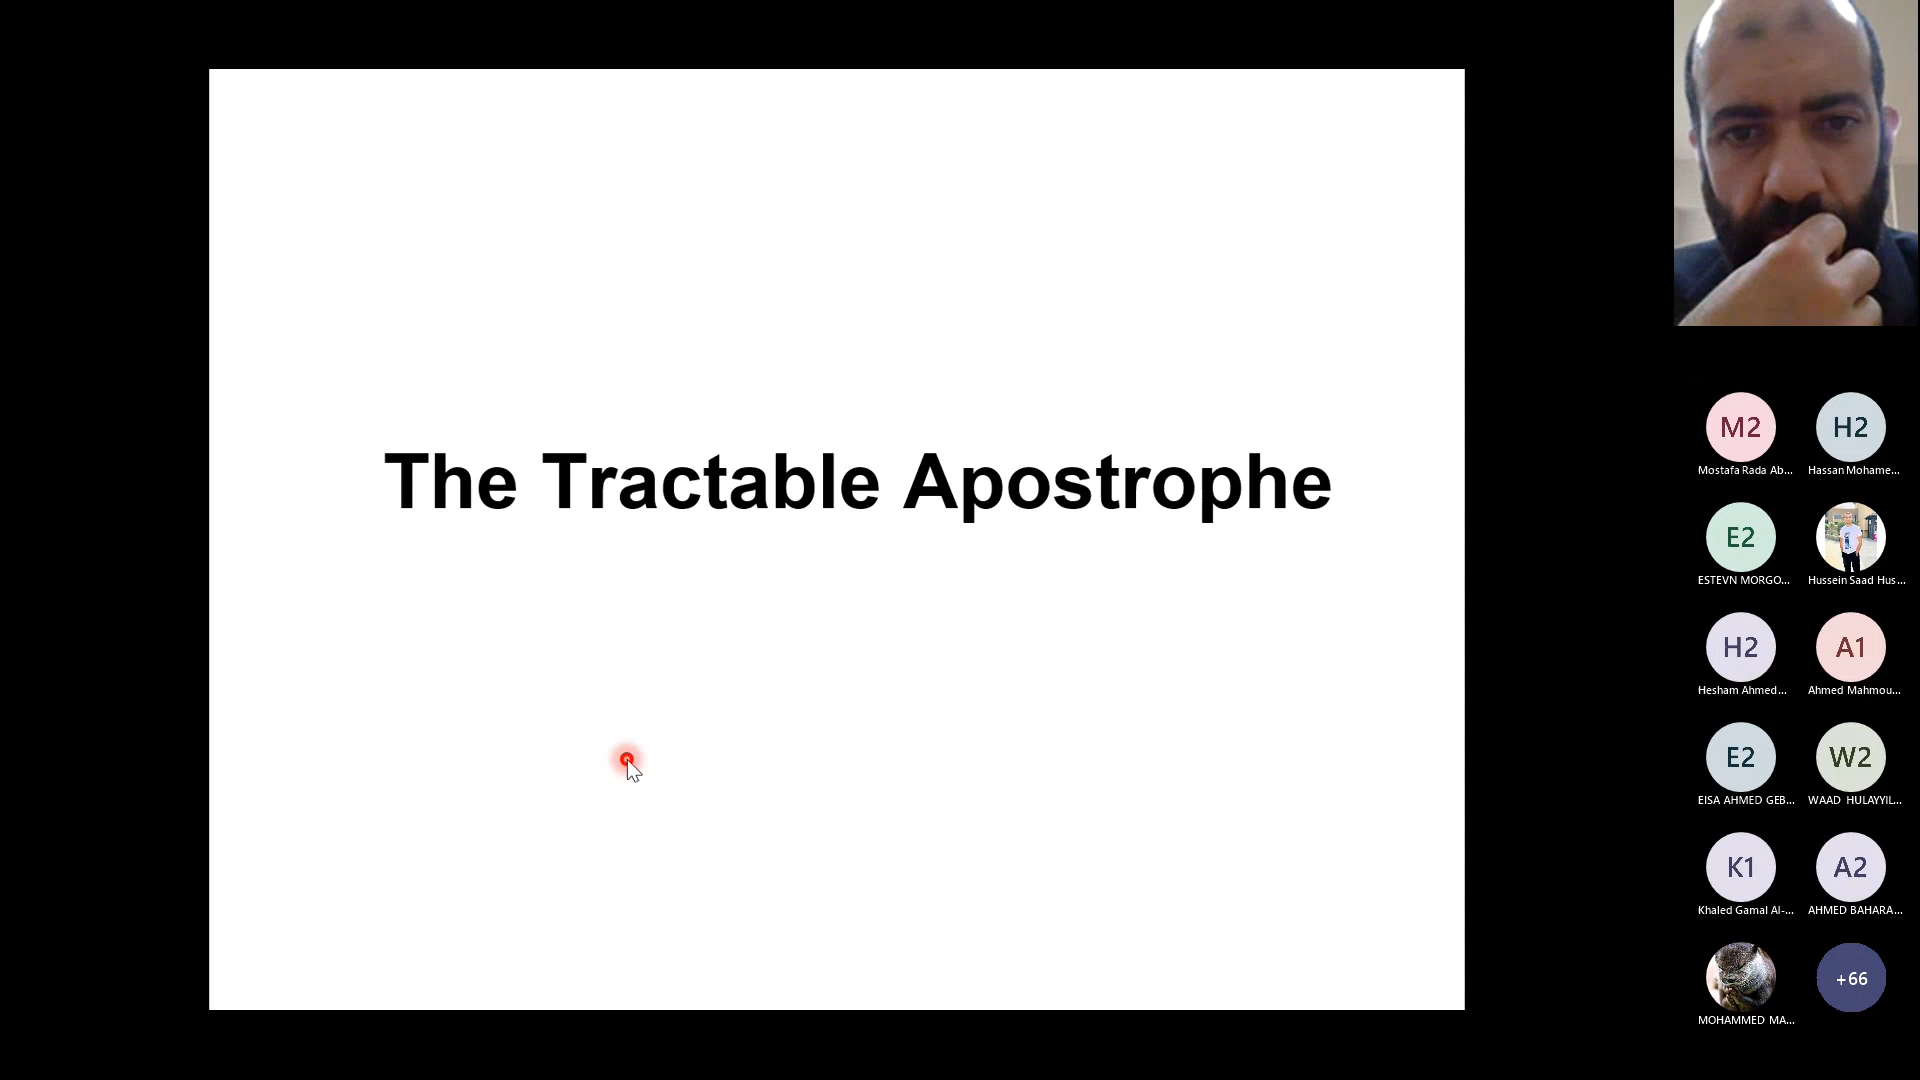 The Tractable Apostrophe
M2
H2
Mostafa Rada Ab...
Hassan Mohame...
E2
ESTEVN MORGO...
Hussein Saad Hus...
H2
A1
Hesham Ahmed...
Ahmed Mahmou...
E2
W2
EISA AHMED GEB...
WAAD HULAYYIL...
K1
A2
Khaled Gamal Al-...
AHMED BAHARA...
+66
MOHAMMED MA...